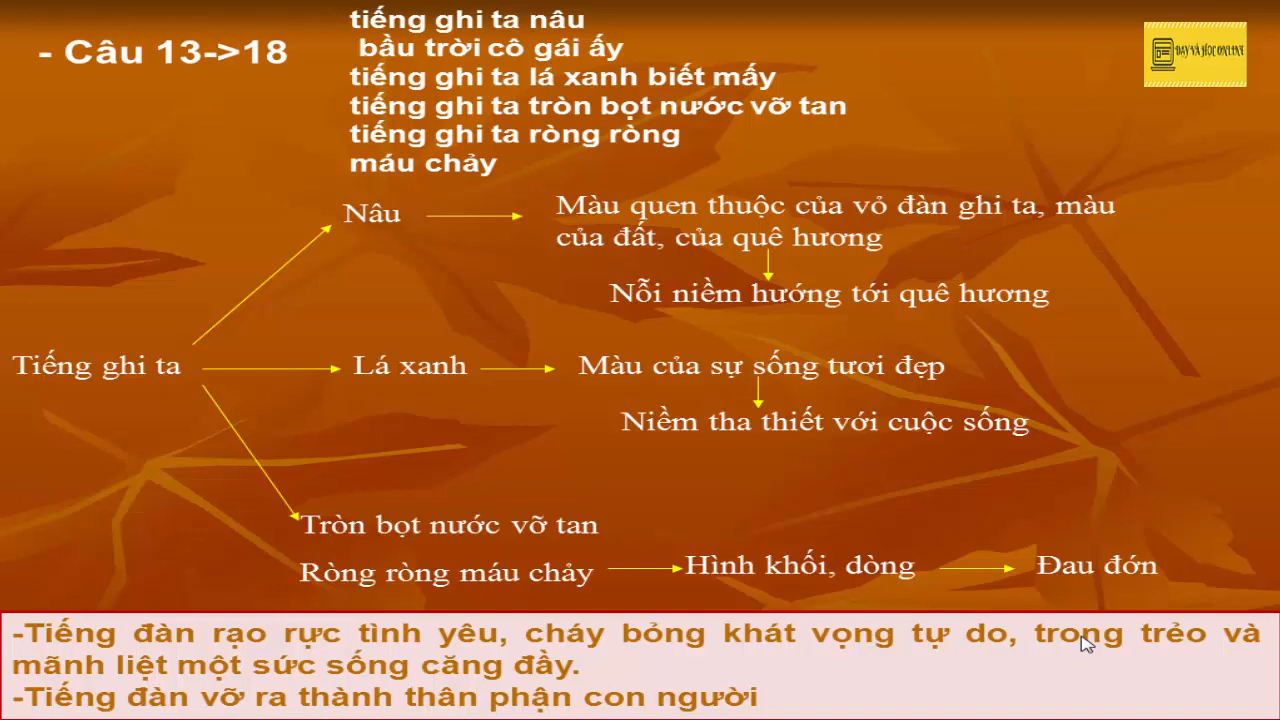 - Câu 13->18
tiếng ghi ta nâu
bầu trời cô gái ấy
tiếng ghi ta lá xanh biết mấy
tiếng ghi ta tròn bọt nước vỡ tan
tiếng ghi ta ròng ròng
máu chảy
DẠY VÀ HỌC ONLINE
Nâu
Màu quen thuộc của vỏ đàn ghi ta, màu
của đất, của quê hương
Nỗi niềm hướng tới quê hương
Tiếng ghi ta
Lá xanh
Màu của sự sống tươi đẹp
Niềm tha thiết với cuộc sống
Tròn bọt nước vỡ tan
Ròng ròng máu chảy
Hình khối, dòng
Đau đớn
-Tiếng đàn rạo rực tình yêu, cháy bỏng khát vọng tự do, trong trẻo và
mãnh liệt một sức sống căng đầy.
-Tiếng đàn vỡ ra thành thân phận con người